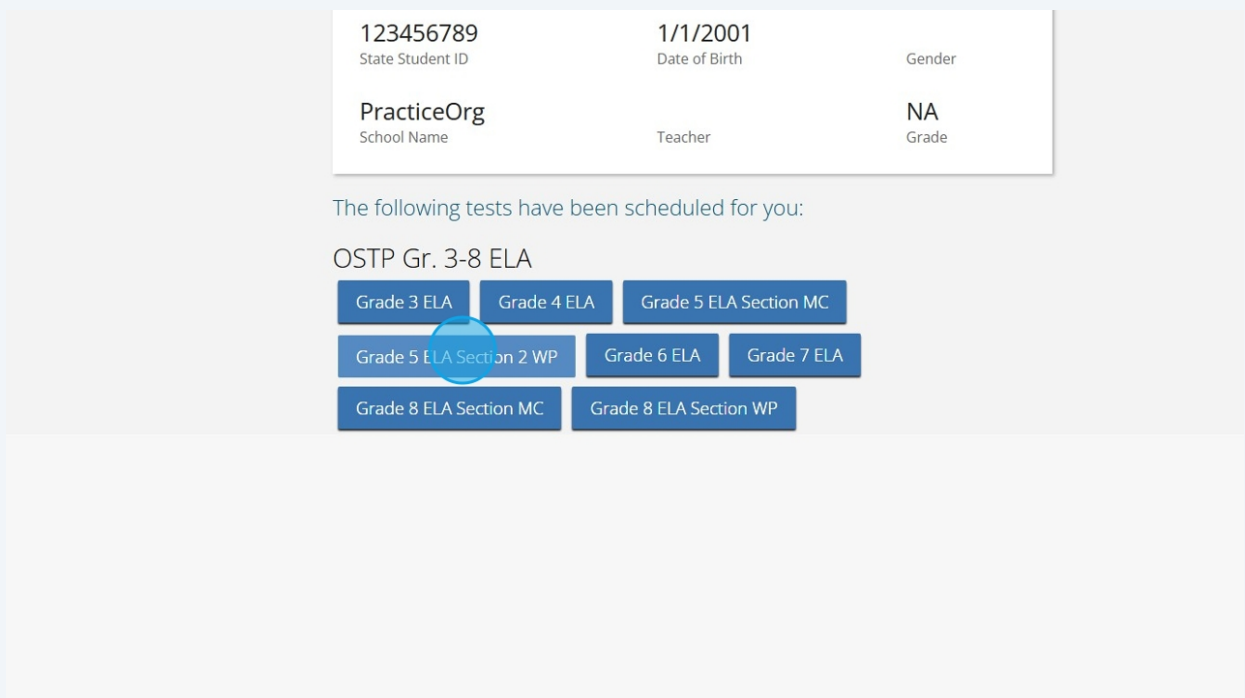 123456789 1/1/2001
State Student ID Date of Birth Gender
PracticeOrg NA
School Name Teacher Grade
The following tests have been scheduled for you:
OSTP Gr. 3-8 ELA
Grade 3 ELA Grade 4 ELA Grade 5 ELA Section MC
Grade 5 ELA Section 2 WP Grade 6 ELA Grade 7 ELA
Grade 8 ELA Section MC Grade 8 ELA Section WP